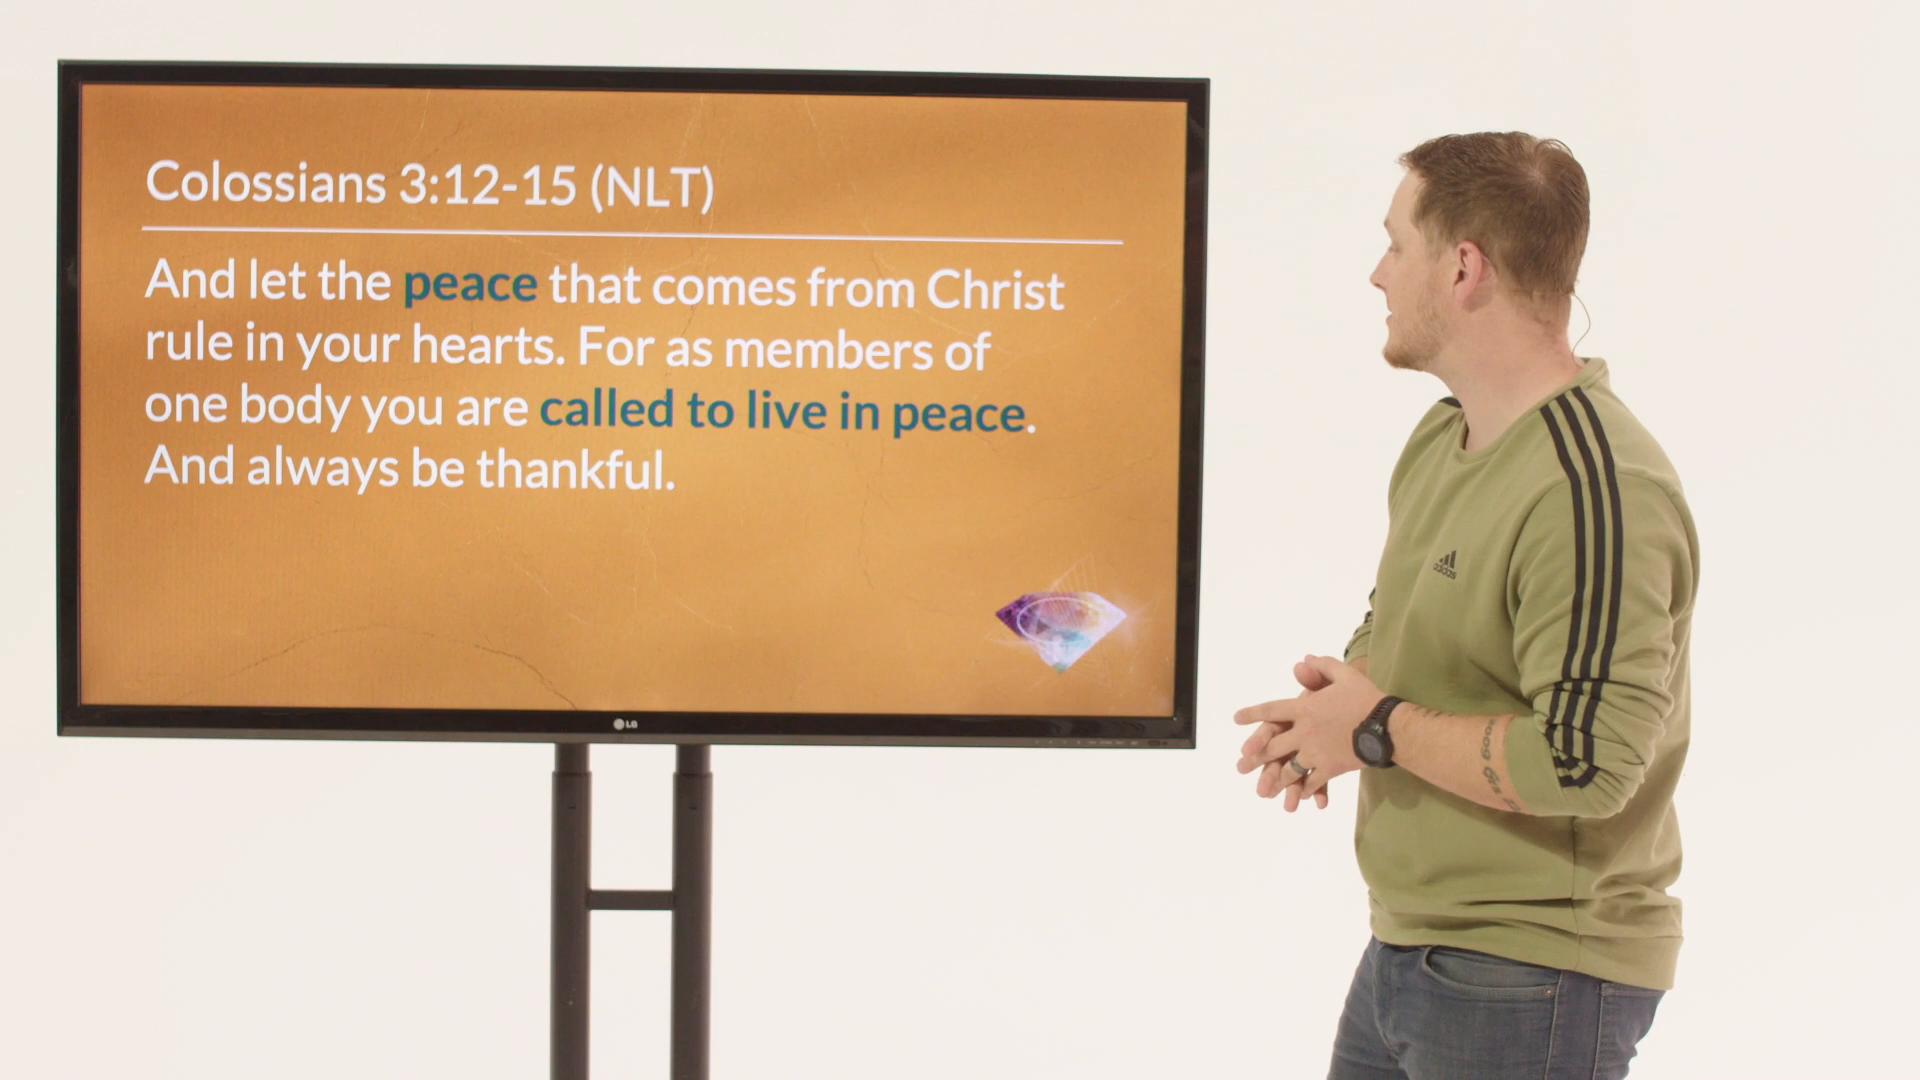 Colossians 3:12-15 (NLT)
And let the peace that comes from Christ
rule in your hearts. For as members of
one body you are called to live in peace.
And always be thankful.
LG
adidas